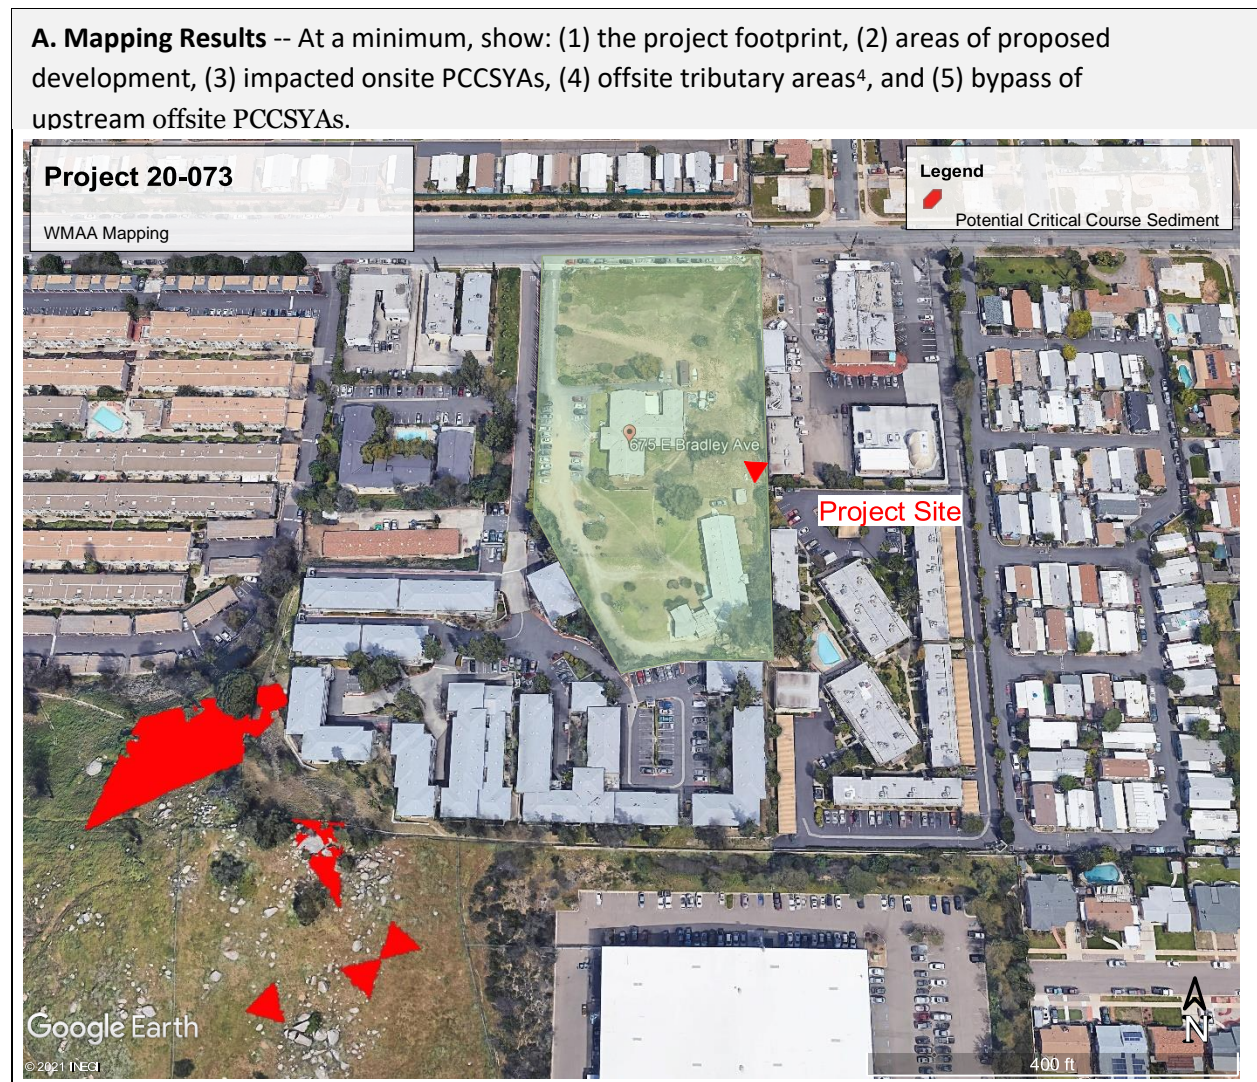 A. Mapping Results -- At a minimum, show: (1) the project footprint, (2) areas of proposed
development, (3) impacted onsite PCCSYAs, (4) offsite tributary areas4, and (5) bypass of
upstream offsite PCCSYAs.
Project 20-073
WMAA Mapping
Legend
Potential Critical Course Sediment
675 E Bradley Ave
Project Site
Google Earth
© 2021 INEGI
400 ft
N